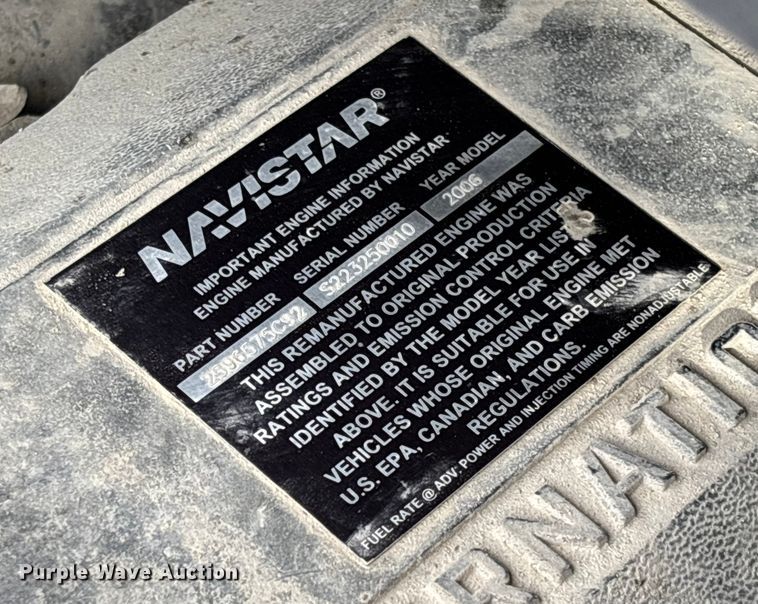 NAVISTAR®
IMPORTANT ENGINE INFORMATION
ENGINE MANUFACTURED BY NAVISTAR
PART NUMBER SERIAL NUMBER YEAR MODEL
S223250010 2006
THIS REMANUFACTURED ENGINE WAS
ASSEMBLED TO ORIGINAL PRODUCTION
RATINGS AND EMISSION CONTROL CRITERIA
IDENTIFIED BY THE MODEL YEAR
ABOVE. IT IS SUITABLE FOR USE IN
VEHICLES WHOSE ORIGINAL ENGINE MET
U.S. EPA, CANADIAN, AND CARB EMISSION
REGULATIONS.
FUEL RATE @ ADV. POWER AND INJECTION TIMING ARE NONADJUSTABLE
RNATIO
Purple Wave Auction